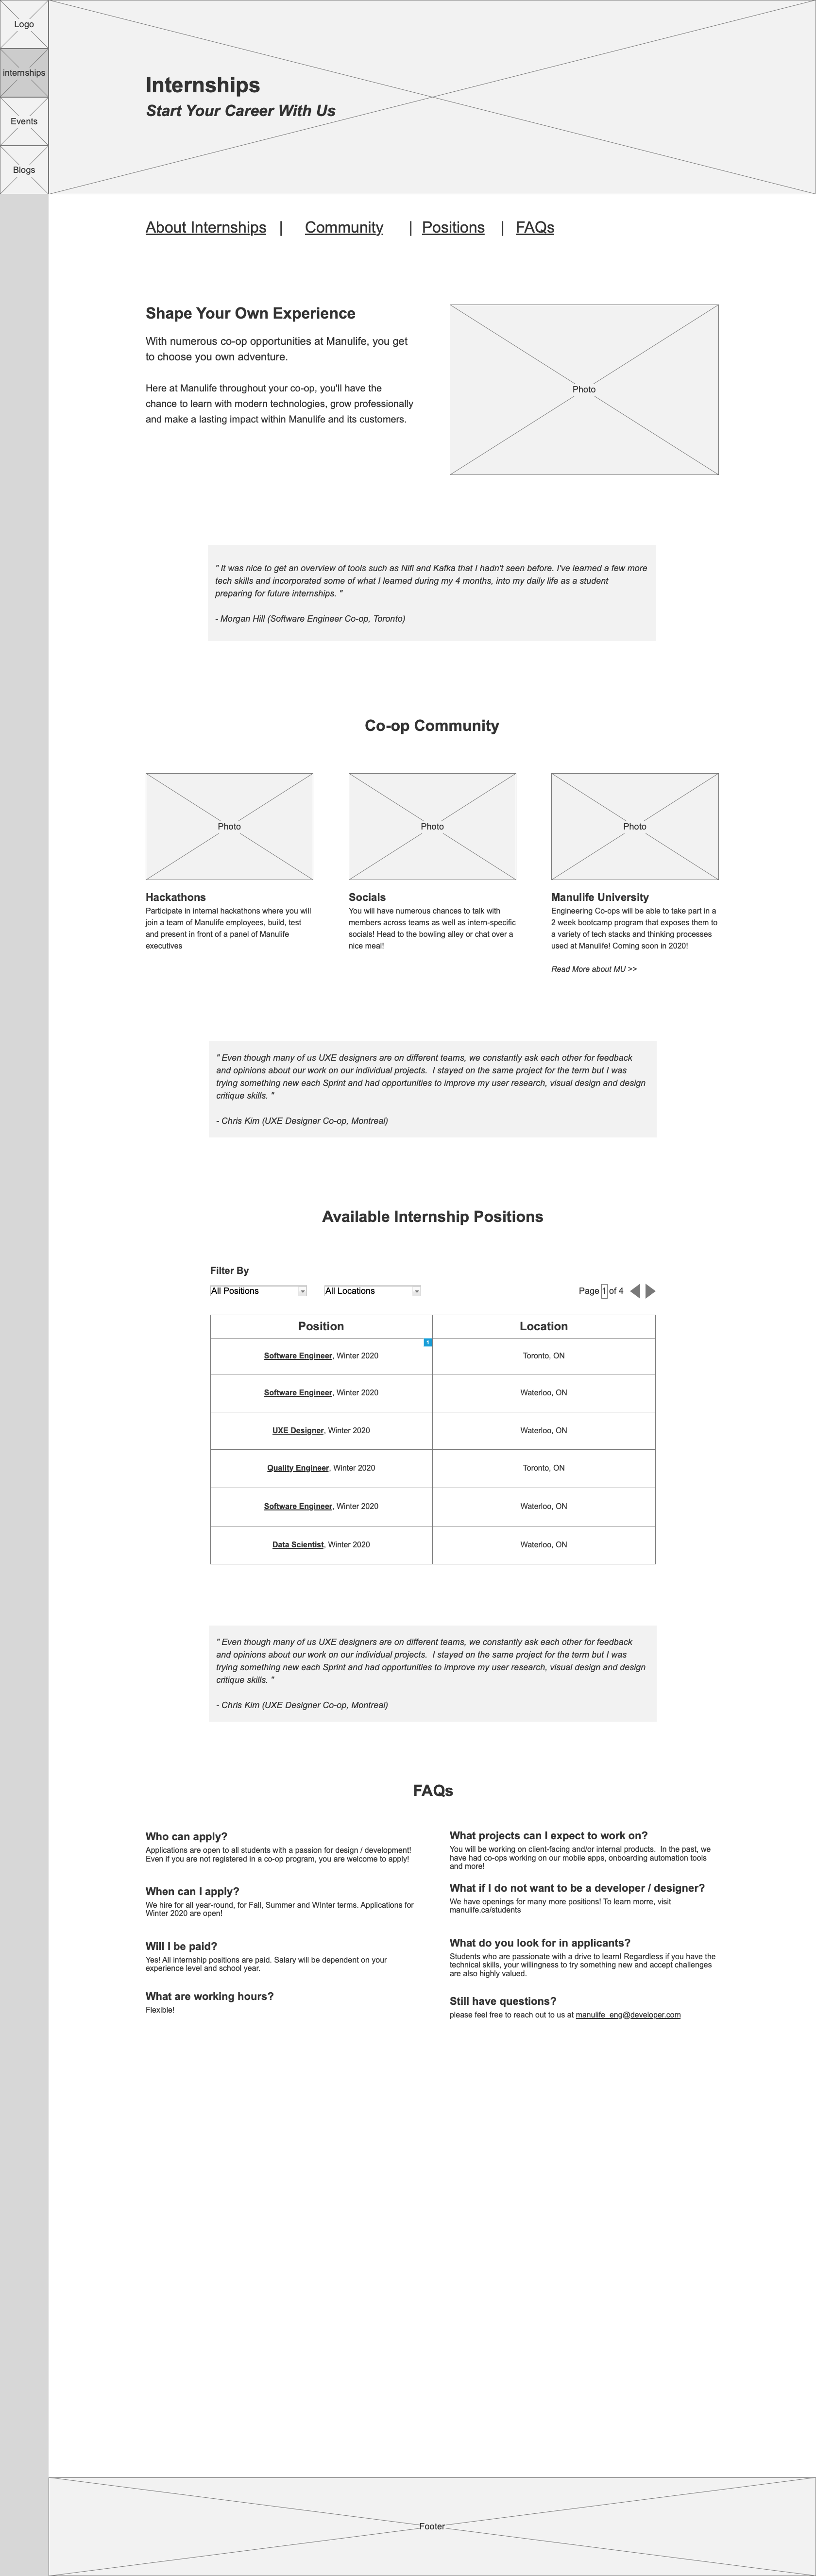 Logo
internships
Events
Blogs
Internships
Start Your Career With Us
About Internships | Community | Positions | FAQs
Shape Your Own Experience
With numerous co-op opportunities at Manulife, you get
to choose you own adventure.
Here at Manulife throughout your co-op, you'll have the
chance to learn with modern technologies, grow professionally
and make a lasting impact within Manulife and its customers.
Photo
" It was nice to get an overview of tools such as Nifi and Kafka that I hadn't seen before. I've learned a few more
tech skills and incorporated some of what I learned during my 4 months, into my daily life as a student
preparing for future internships. "
- Morgan Hill (Software Engineer Co-op, Toronto)
Co-op Community
Photo
Hackathons
Participate in internal hackathons where you will
join a team of Manulife employees, build, test
and present in front of a panel of Manulife
executives
Photo
Socials
You will have numerous chances to talk with
members across teams as well as intern-specific
socials! Head to the bowling alley or chat over a
nice meal!
Photo
Manulife University
Engineering Co-ops will be able to take part in a
2 week bootcamp program that exposes them to
a variety of tech stacks and thinking processes
used at Manulife! Coming soon in 2020!
Read More about MU >>
" Even though many of us UXE designers are on different teams, we constantly ask each other for feedback
and opinions about our work on our individual projects.  I stayed on the same project for the term but I was
trying something new each Sprint and had opportunities to improve my user research, visual design and design
critique skills. "
- Chris Kim (UXE Designer Co-op, Montreal)
Available Internship Positions
Filter By
All Positions All Locations Page 1 of 4
Position Location
1
Software Engineer, Winter 2020 Toronto, ON
Software Engineer, Winter 2020 Waterloo, ON
UXE Designer, Winter 2020 Waterloo, ON
Quality Engineer, Winter 2020 Toronto, ON
Software Engineer, Winter 2020 Waterloo, ON
Data Scientist, Winter 2020 Waterloo, ON
" Even though many of us UXE designers are on different teams, we constantly ask each other for feedback
and opinions about our work on our individual projects.  I stayed on the same project for the term but I was
trying something new each Sprint and had opportunities to improve my user research, visual design and design
critique skills. "
- Chris Kim (UXE Designer Co-op, Montreal)
FAQs
Who can apply?
Applications are open to all students with a passion for design / development!
Even if you are not registered in a co-op program, you are welcome to apply!
When can I apply?
We hire for all year-round, for Fall, Summer and WInter terms. Applications for
Winter 2020 are open!
Will I be paid?
Yes! All internship positions are paid. Salary will be dependent on your
experience level and school year.
What are working hours?
Flexible!
What projects can I expect to work on?
You will be working on client-facing and/or internal products.  In the past, we
have had co-ops working on our mobile apps, onboarding automation tools
and more!
What if I do not want to be a developer / designer?
We have openings for many more positions! To learn morre, visit
manulife.ca/students
What do you look for in applicants?
Students who are passionate with a drive to learn! Regardless if you have the
technical skills, your willingness to try something new and accept challenges
are also highly valued.
Still have questions?
please feel free to reach out to us at manulife_eng@developer.com
Footer